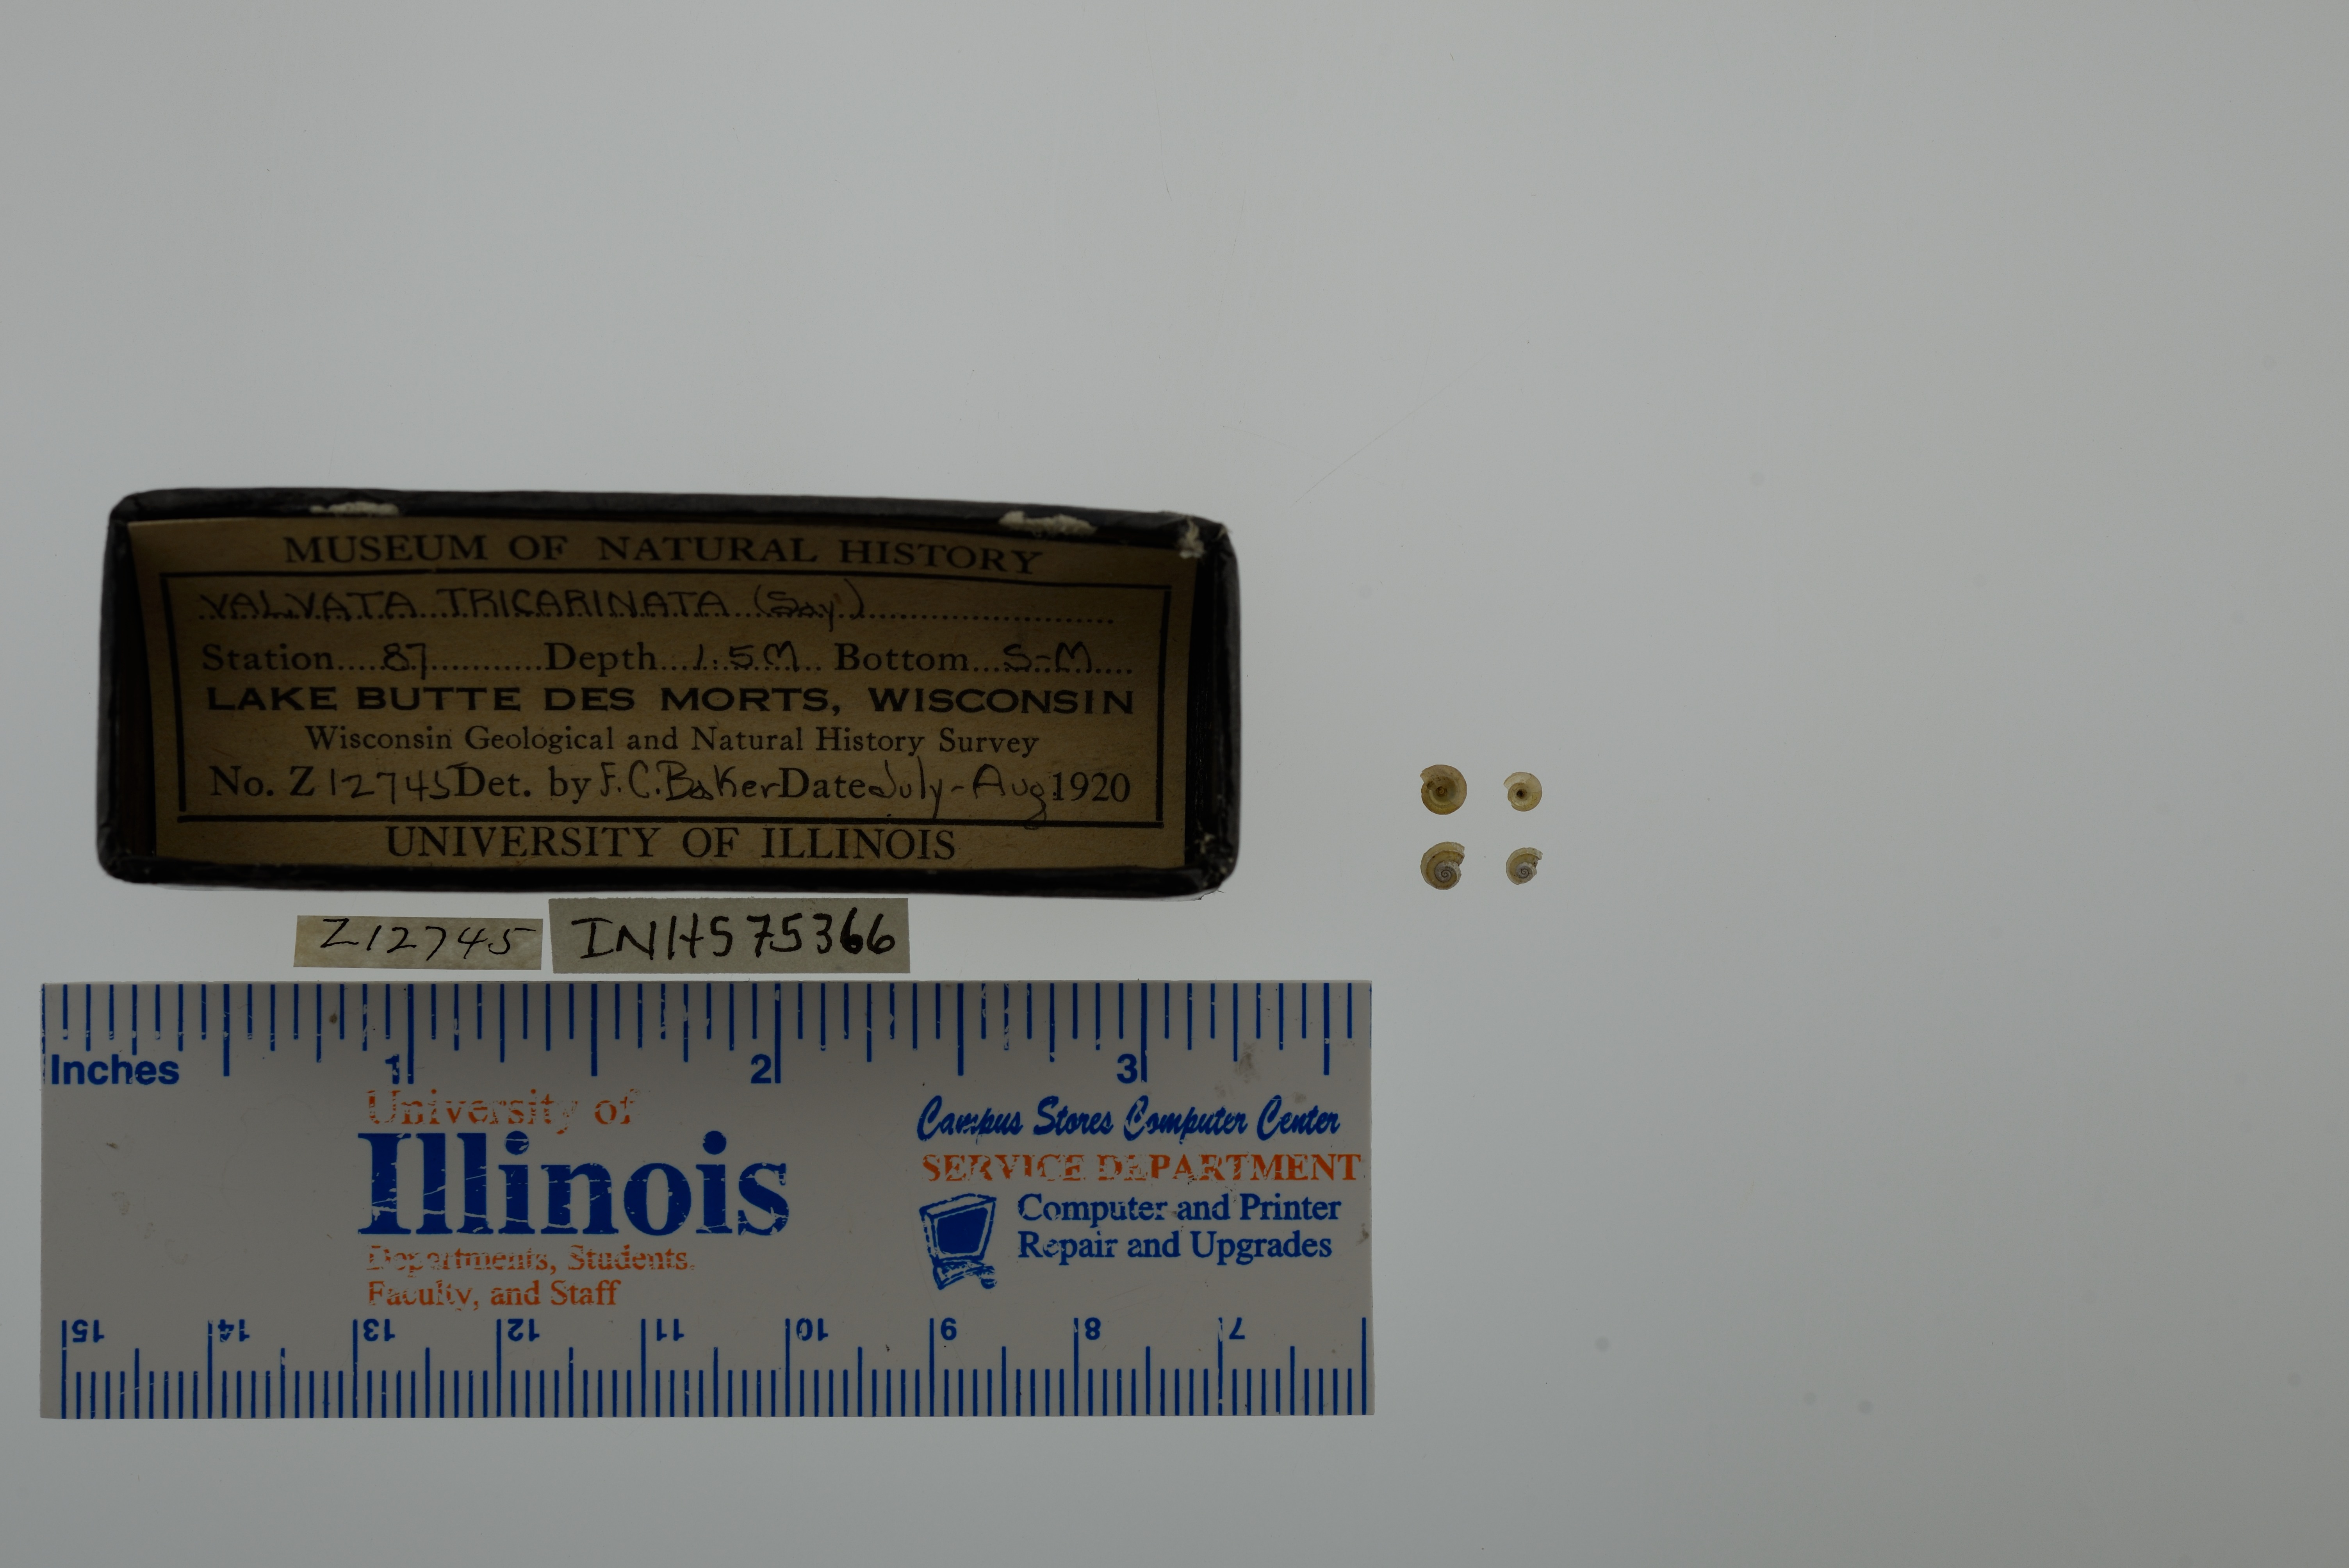 MUSEUM OF NATURAL HISTORY
VALVATA TRICARINATA (Say)
Station 87 Depth 1.5M Bottom S-M
LAKE BUTTE DES MORTS, WISCONSIN
Wisconsin Geological and Natural History Survey
No. Z12745 Det. by F.C. Baker Date July-Aug 1920
UNIVERSITY OF ILLINOIS
Z12745
INHS75366
Inches 1 2 3
University of
Illinois
Departments, Students,
Faculty, and Staff
Campus Stores Computer Center
SERVICE DEPARTMENT
Computer and Printer
Repair and Upgrades
15 14 13 12 11 10 9 8 7